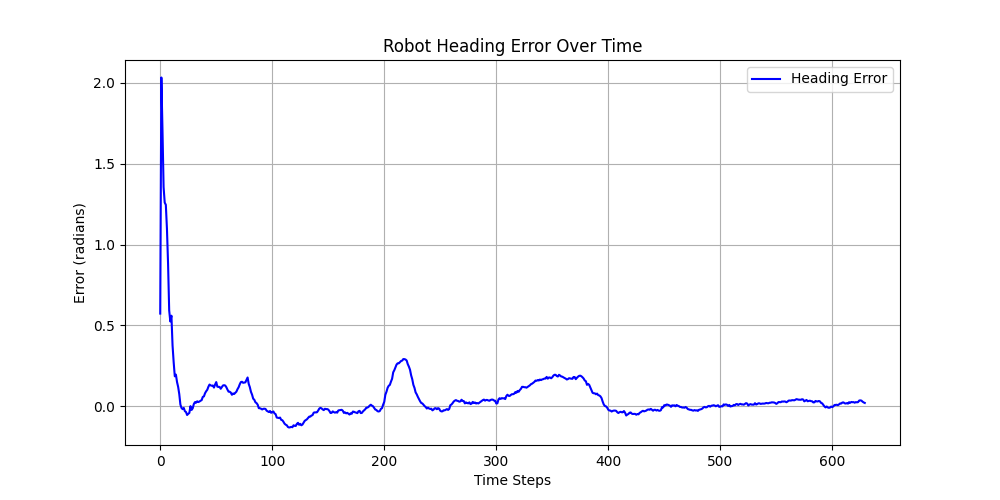 Robot Heading Error Over Time
Heading Error
2.0
1.5
1.0
0.5
0.0
Error (radians)
0 100 200 300 400 500 600
Time Steps